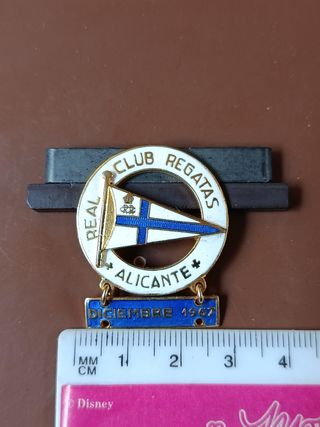 REAL CLUB REGATAS
ALICANTE
DICIEMBRE 1967
MM
CM
1 2 3 4
© Disney